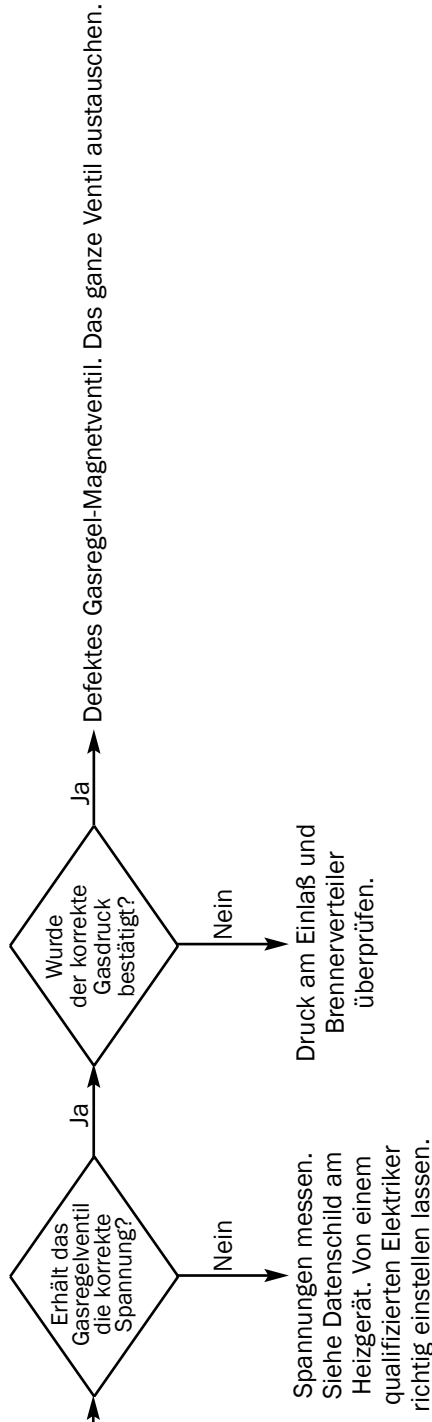 Erhält das
Gasregelventil
die korrekte
Spannung?
Ja
Nein
Spannungen messen.
Siehe Datenschild am
Heizgerät. Von einem
qualifizierten Elektriker
richtig einstellen lassen.
Wurde
der korrekte
Gasdruck
bestätigt?
Ja
Nein
Druck am Einlaß und
Brennerverteiler
überprüfen.
Defektes Gasregel-Magnetventil. Das ganze Ventil austauschen.